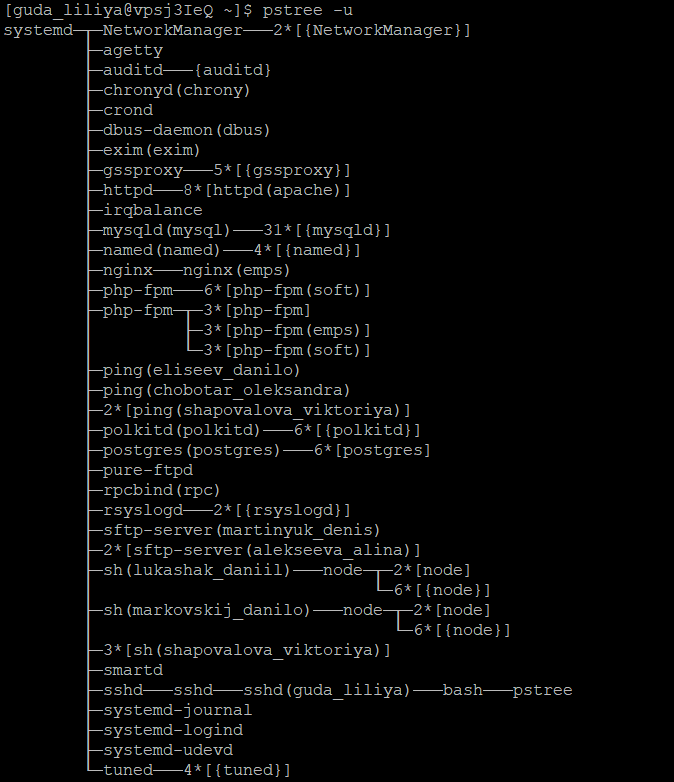 [guda_liliya@vpsj3IeQ ~]$ pstree -u
systemd─┬─NetworkManager───2*[{NetworkManager}]
        ├─agetty
        ├─auditd───{auditd}
        ├─chronyd(chrony)
        ├─crond
        ├─dbus-daemon(dbus)
        ├─exim(exim)
        ├─gssproxy───5*[{gssproxy}]
        ├─httpd───8*[httpd(apache)]
        ├─irqbalance
        ├─mysqld(mysql)───31*[{mysqld}]
        ├─named(named)───4*[{named}]
        ├─nginx───nginx(emps)
        ├─php-fpm───6*[php-fpm(soft)]
        ├─php-fpm─┬─3*[php-fpm]
        │         ├─3*[php-fpm(emps)]
        │         └─3*[php-fpm(soft)]
        ├─ping(eliseev_danilo)
        ├─ping(chobotar_oleksandra)
        ├─2*[ping(shapovalova_viktoriya)]
        ├─polkitd(polkitd)───6*[{polkitd}]
        ├─postgres(postgres)───6*[postgres]
        ├─pure-ftpd
        ├─rpcbind(rpc)
        ├─rsyslogd───2*[{rsyslogd}]
        ├─sftp-server(martinyuk_denis)
        ├─2*[sftp-server(alekseeva_alina)]
        ├─sh(lukashak_daniil)───node─┬─2*[node]
        │                            └─6*[{node}]
        ├─sh(markovskij_danilo)───node─┬─2*[node]
        │                              └─6*[{node}]
        ├─3*[sh(shapovalova_viktoriya)]
        ├─smartd
        ├─sshd───sshd───sshd(guda_liliya)───bash───pstree
        ├─systemd-journal
        ├─systemd-logind
        ├─systemd-udevd
        └─tuned───4*[{tuned}]